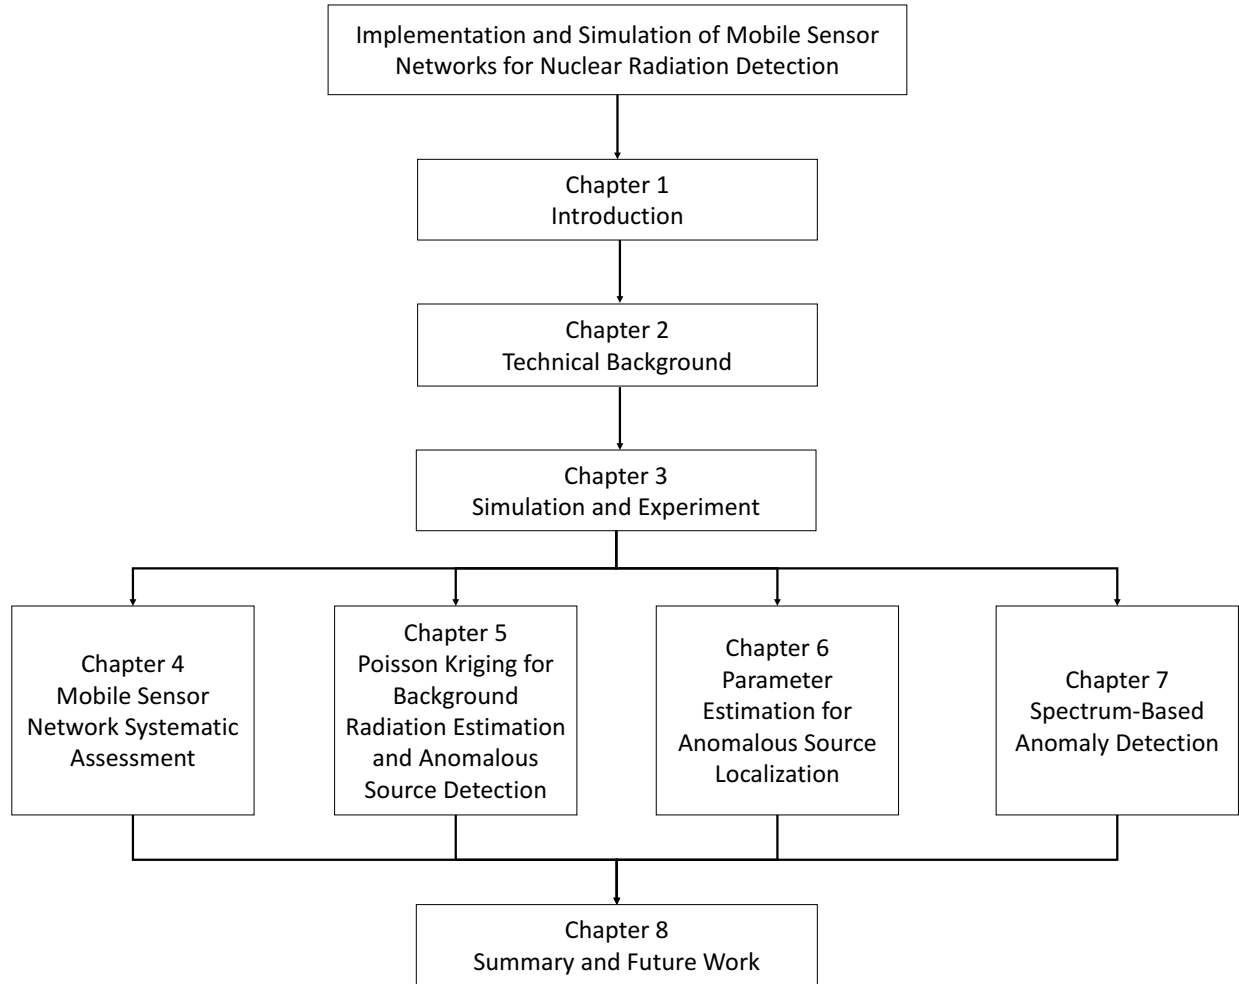 Implementation and Simulation of Mobile Sensor
Networks for Nuclear Radiation Detection
Chapter 1
Introduction
Chapter 2
Technical Background
Chapter 3
Simulation and Experiment
Chapter 4
Mobile Sensor
Network Systematic
Assessment
Chapter 5
Poisson Kriging for
Background
Radiation Estimation
and Anomalous
Source Detection
Chapter 6
Parameter
Estimation for
Anomalous Source
Localization
Chapter 7
Spectrum-Based
Anomaly Detection
Chapter 8
Summary and Future Work